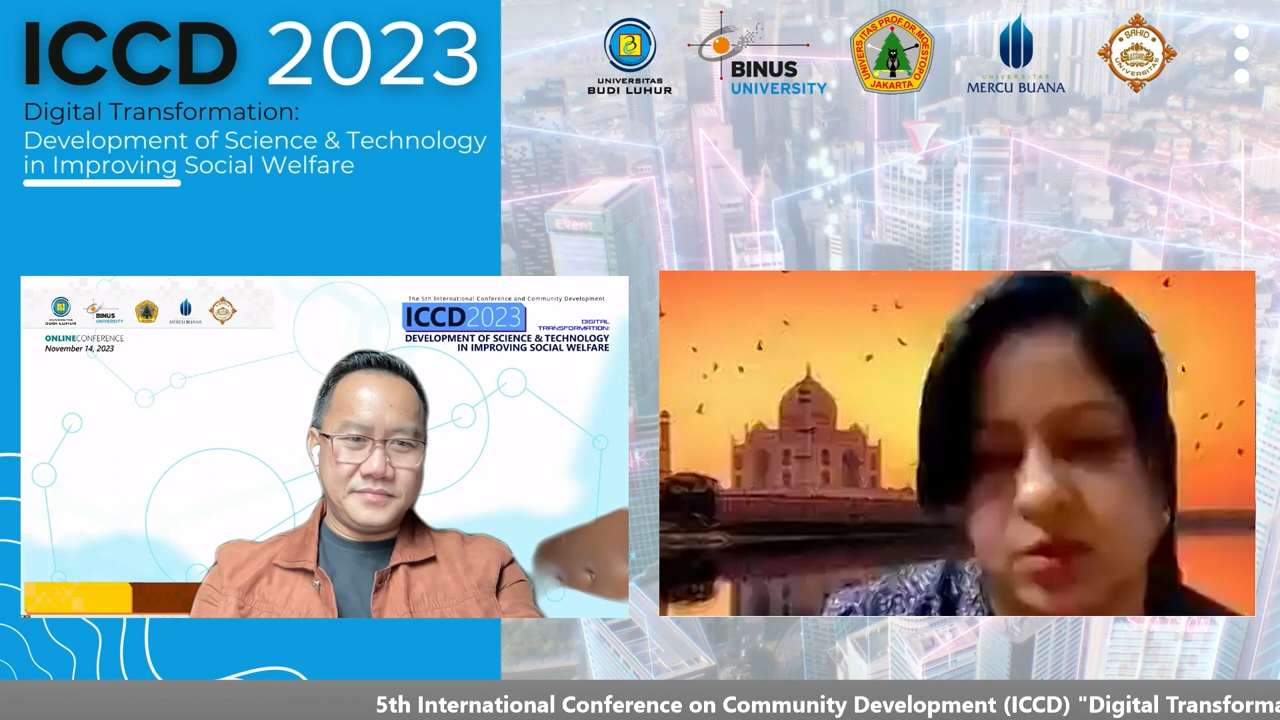 ICCD 2023
Digital Transformation:
Development of Science & Technology
in Improving Social Welfare
UNIVERSITAS
BUDI LUHUR
BINUS
UNIVERSITY
UNIVERSITAS PROF.DR.MOESTOPO
JAKARTA
UNIVERSITAS
MERCU BUANA
SAHID
UNIVERSITAS
Event
BUDI LUHUR
BINUS
UNIVERSITY
MERCU BUANA
ONLINECONFERENCE
November 14, 2023
The 5th International Conference and Community Development
ICCD2023
DIGITAL
TRANSFORMATION:
DEVELOPMENT OF SCIENCE & TECHNOLOGY
IN IMPROVING SOCIAL WELFARE
5th International Conference on Community Development (ICCD) "Digital Transforma